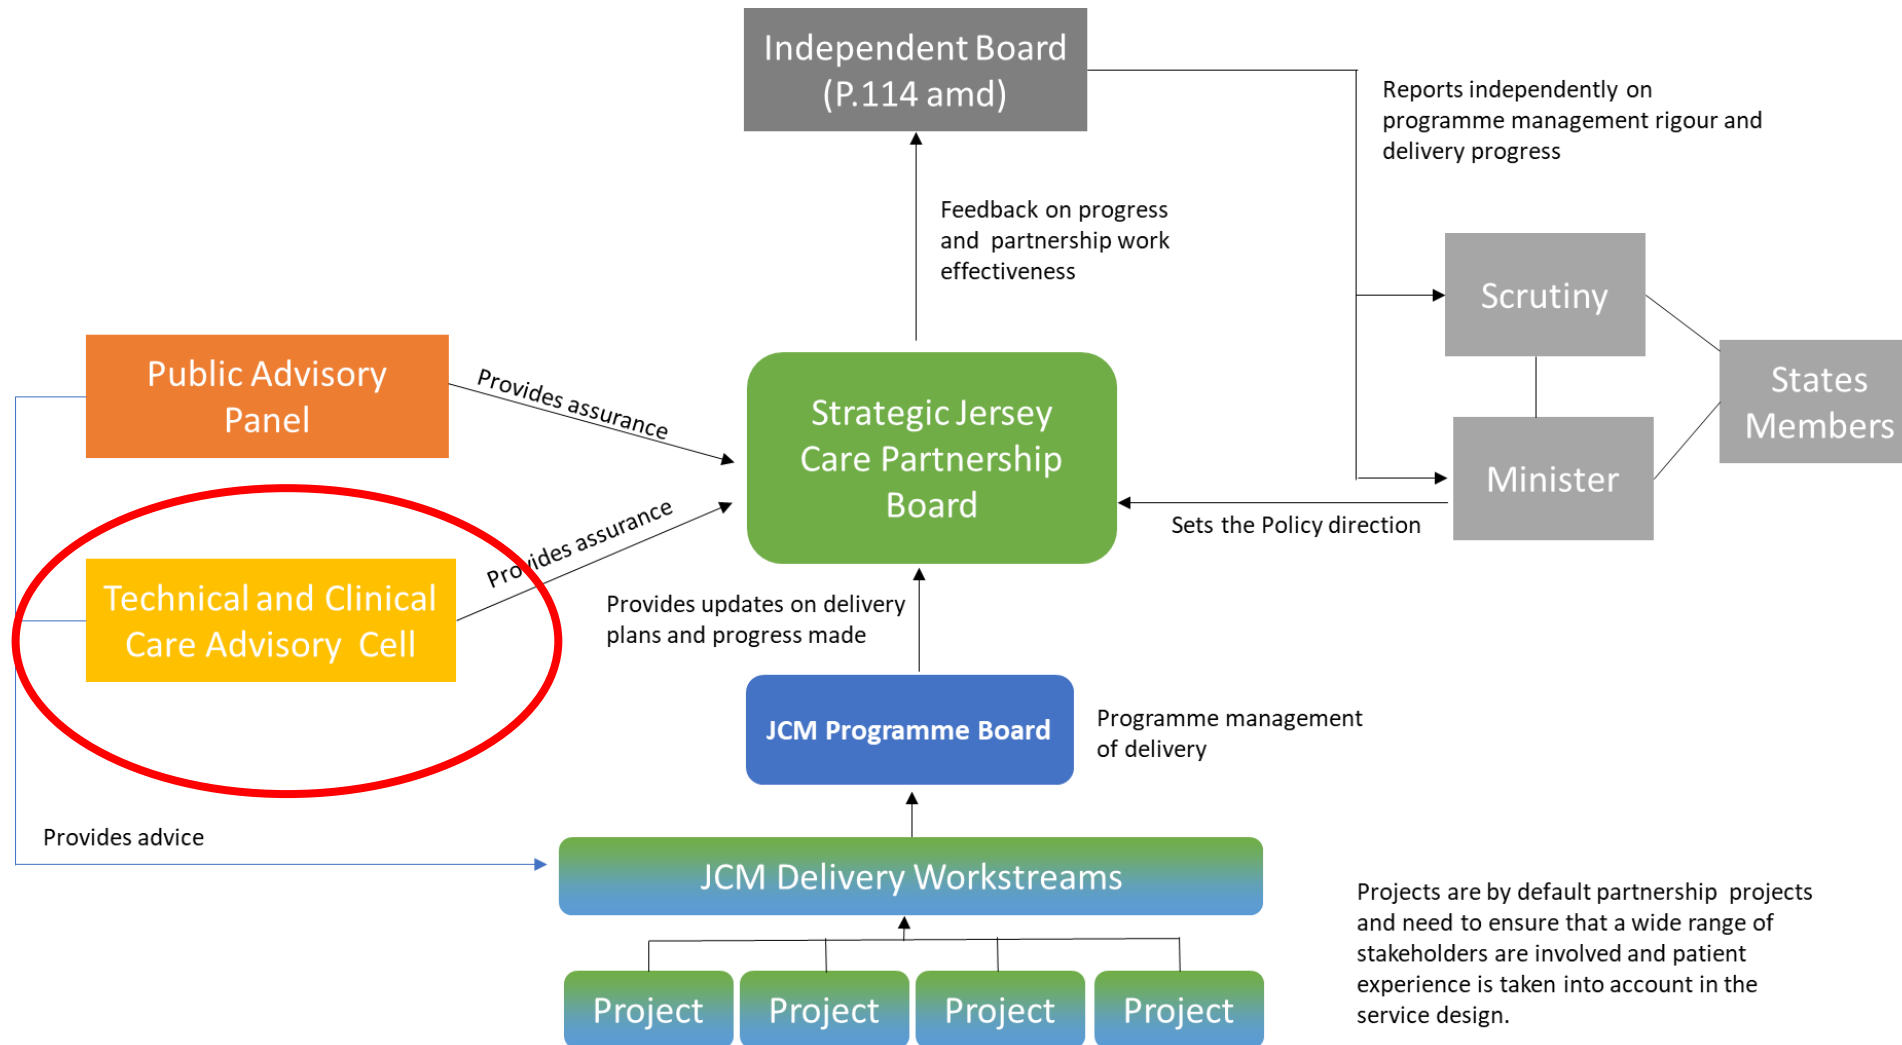 Independent Board
(P.114 amd)
Reports independently on
programme management rigour and
delivery progress
Feedback on progress
and partnership work
effectiveness
Scrutiny
States
Members
Minister
Sets the Policy direction
Public Advisory
Panel
Provides assurance
Strategic Jersey
Care Partnership
Board
Technical and Clinical
Care Advisory Cell
Provides assurance
Provides updates on delivery
plans and progress made
JCM Programme Board
Programme management
of delivery
Provides advice
JCM Delivery Workstreams
Project
Project
Project
Project
Projects are by default partnership projects
and need to ensure that a wide range of
stakeholders are involved and patient
experience is taken into account in the
service design.